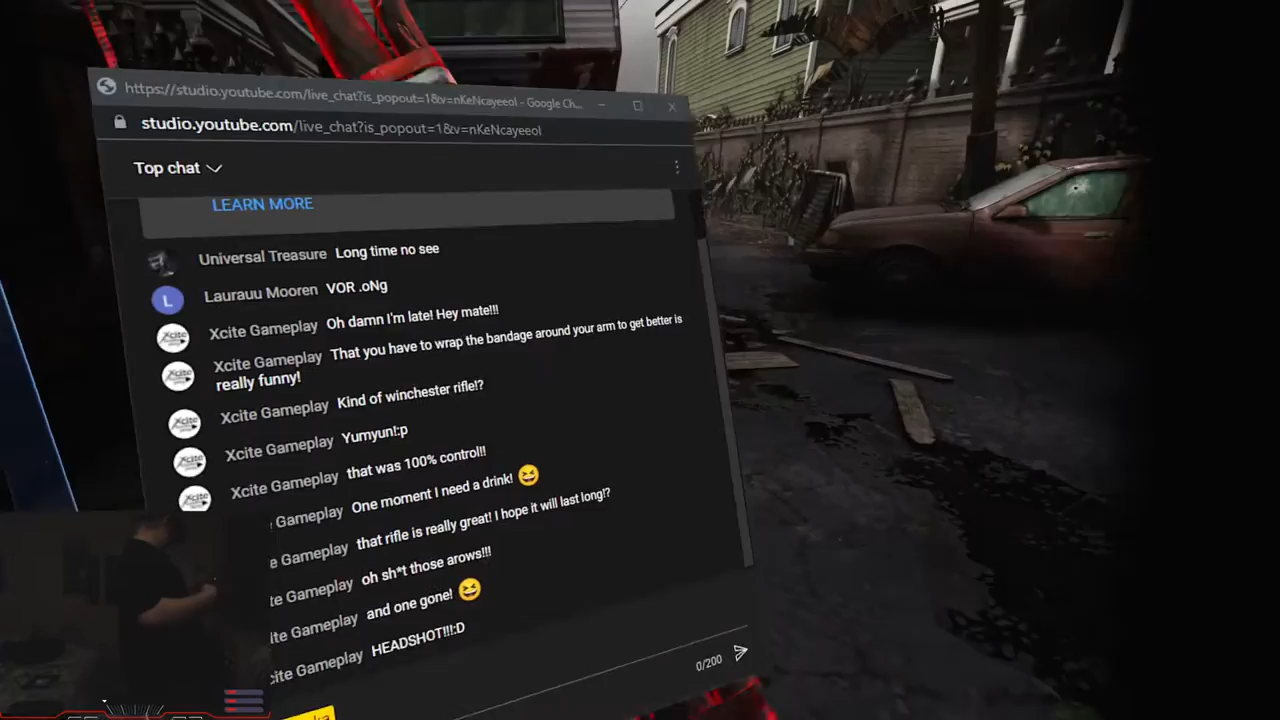 https://studio.youtube.com/live_chat?is_popout=1&v=nKeNcayeeoI - Google Ch...
studio.youtube.com/live_chat?is_popout=1&v=nKeNcayeeoI
Top chat
LEARN MORE
Universal Treasure Long time no see
L Laurauu Mooren VOR .oNg
Xcite Gameplay Oh damn I'm late! Hey mate!!!
Xcite Gameplay That you have to wrap the bandage around your arm to get better is
really funny!
Xcite Gameplay Kind of winchester rifle!?
Xcite Gameplay Yumyun!:p
Xcite Gameplay that was 100% control!!
Gameplay One moment I need a drink! 😆
e Gameplay that rifle is really great! I hope it will last long!?
te Gameplay oh sh*t those arows!!!
ite Gameplay and one gone! 😆
cite Gameplay HEADSHOT!!!:D
0/200